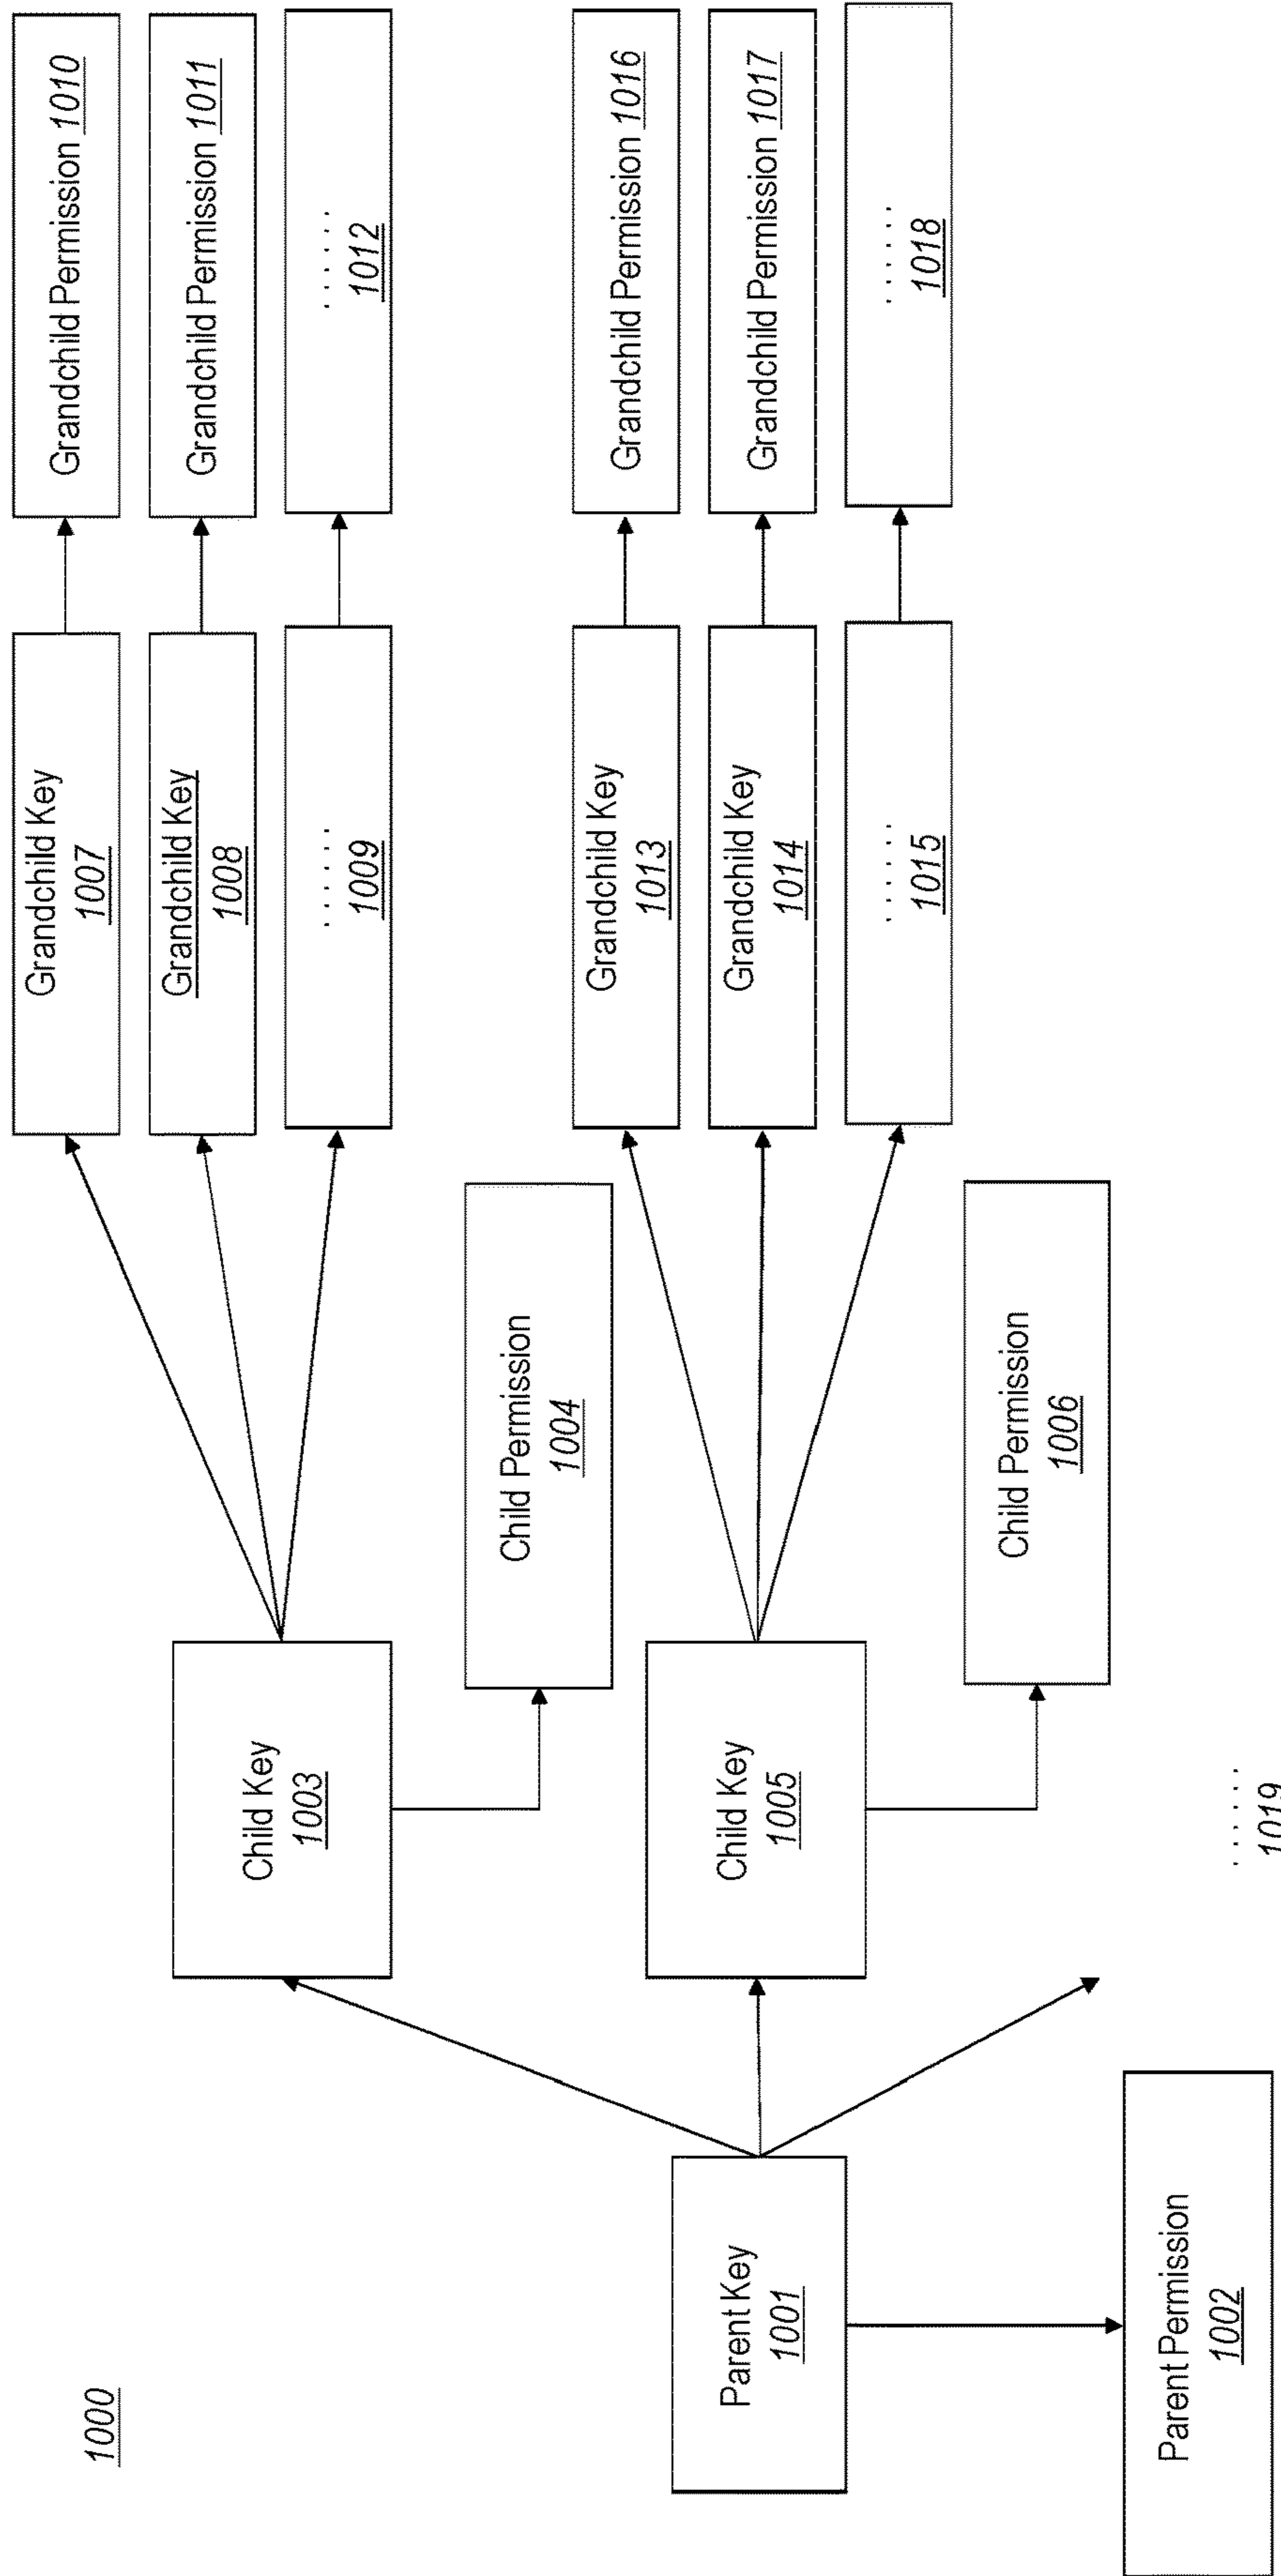 1000
Parent Key
1001
Parent Permission
1002
Child Key
1003
Child Permission
1004
Child Key
1005
Child Permission
1006
......
1019
Grandchild Key
1007
Grandchild Key
1008
......
1009
Grandchild Permission 1010
Grandchild Permission 1011
......
1012
Grandchild Key
1013
Grandchild Key
1014
......
1015
Grandchild Permission 1016
Grandchild Permission 1017
......
1018